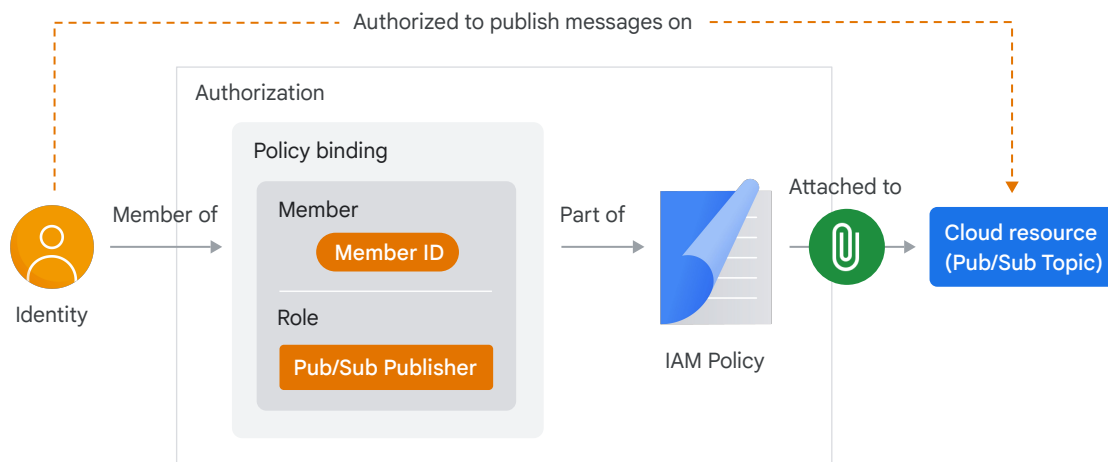 Authorized to publish messages on
Authorization
Policy binding
Member of
Member
Member ID
Role
Pub/Sub Publisher
Part of
Attached to
Cloud resource
(Pub/Sub Topic)
Identity
IAM Policy